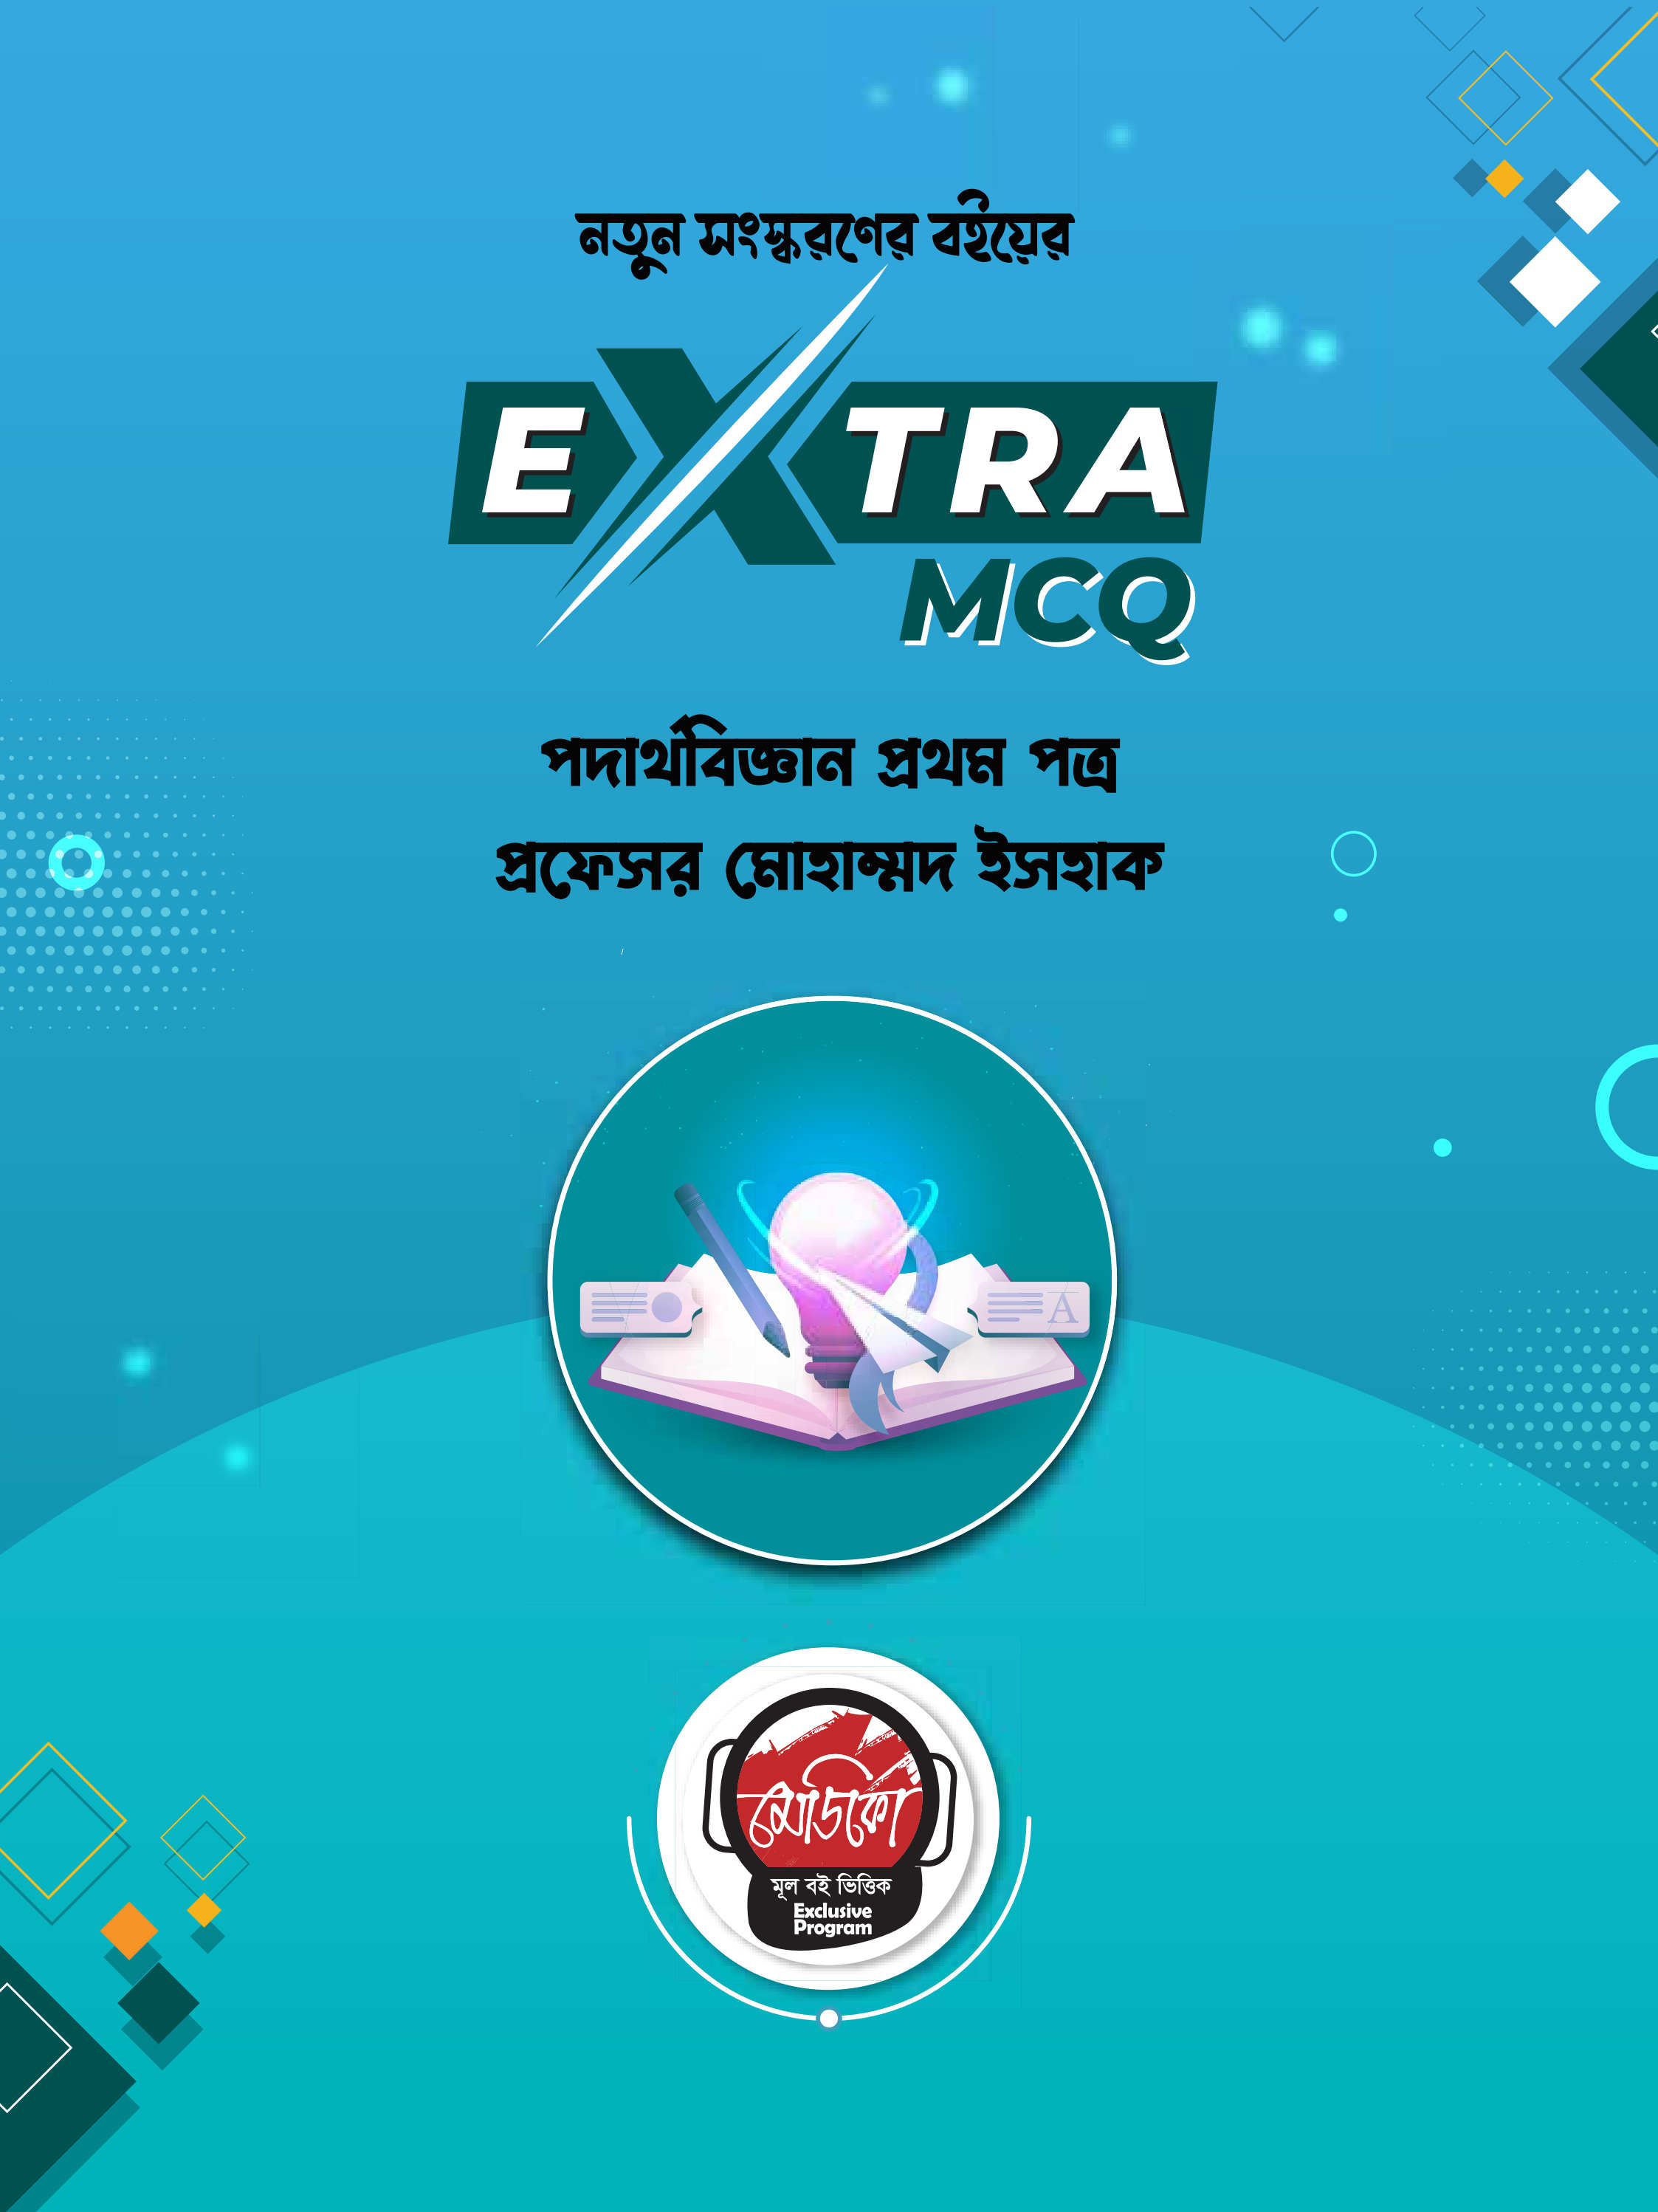 নতুন সংস্করণের বইয়ের
EXTRA
MCQ
পদার্থবিজ্ঞান প্রথম পত্র
প্রফেসর মোহাম্মদ ইসহাক
A
মেডিকো
মূল বই ভিত্তিক
Exclusive
Program